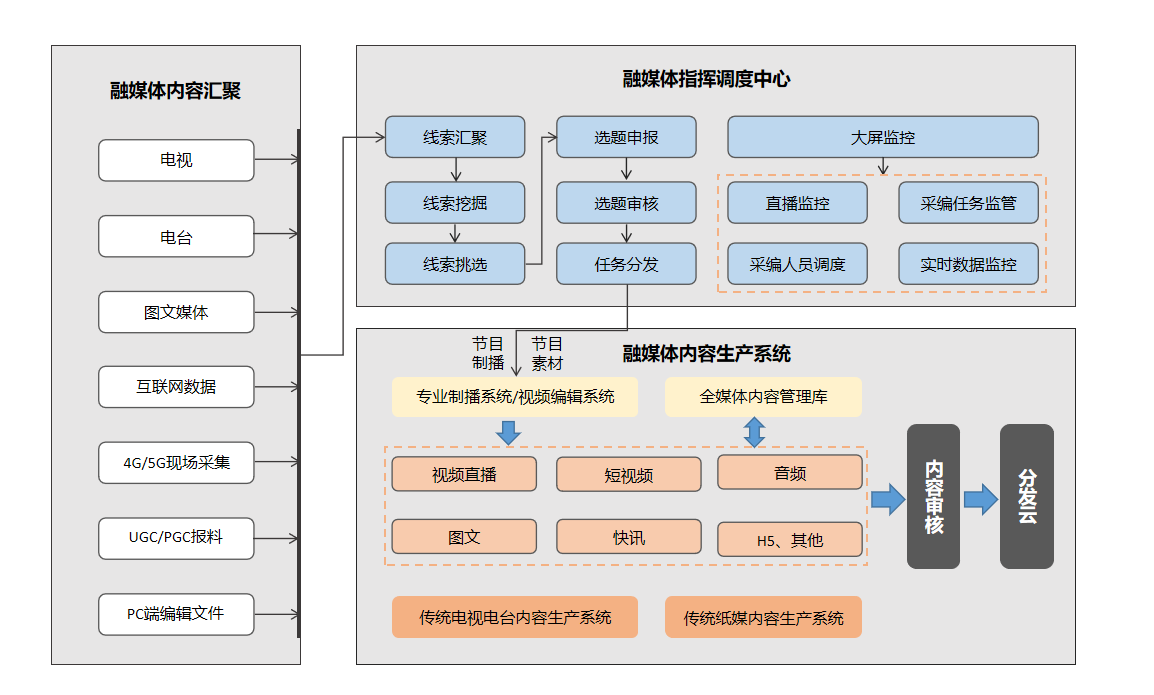 融媒体内容汇聚
电视
电台
图文媒体
互联网数据
4G/5G现场采集
UGC/PGC报料
PC端编辑文件
融媒体指挥调度中心
线索汇聚
线索挖掘
线索挑选
选题申报
选题审核
任务分发
大屏监控
直播监控
采编任务监管
采编人员调度
实时数据监控
融媒体内容生产系统
节目
制播
节目
素材
专业制播系统/视频编辑系统
全媒体内容管理库
视频直播
短视频
音频
图文
快讯
H5、其他
内容审核
分发云
传统电视电台内容生产系统
传统纸媒内容生产系统